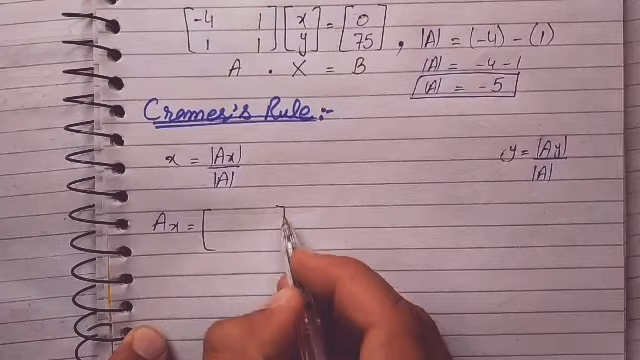 [-4 1] [x] = [0]
[1 1] [y] [75] , |A| = (-4) - (1)
A . X = B |A| = -4-1
|A| = -5
Cremer's Rule:-
x = |Ax| / |A| y = |Ay| / |A|
Ax = [ ]